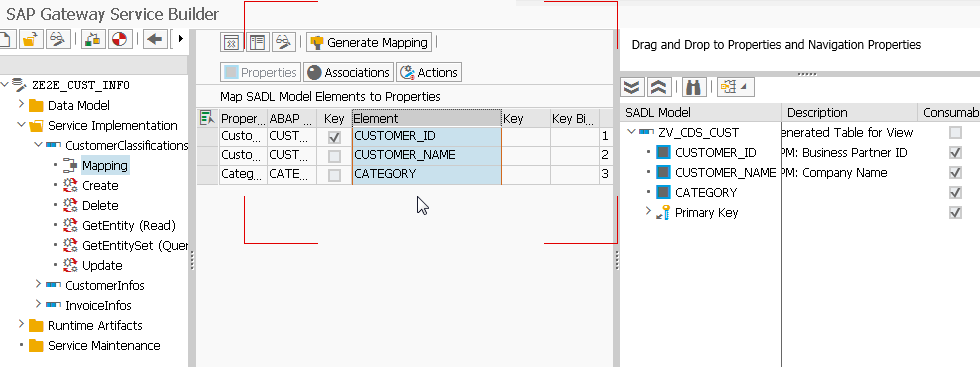 SAP Gateway Service Builder
Generate Mapping
Drag and Drop to Properties and Navigation Properties
Properties
Associations
Actions
ZE2E_CUST_INFO
Data Model
Service Implementation
CustomerClassifications
Mapping
Create
Delete
GetEntity (Read)
GetEntitySet (Quer
Update
CustomerInfos
InvoiceInfos
Runtime Artifacts
Service Maintenance
Map SADL Model Elements to Properties
Proper... ABAP ... Key Element Key Key Bi...
Custo... CUST... CUSTOMER_ID 1
Custo... CUST... CUSTOMER_NAME 2
Categ... CATE... CATEGORY 3
SADL Model Description Consumab
ZV_CDS_CUST enerated Table for View
CUSTOMER_ID PM: Business Partner ID
CUSTOMER_NAME PM: Company Name
CATEGORY
Primary Key